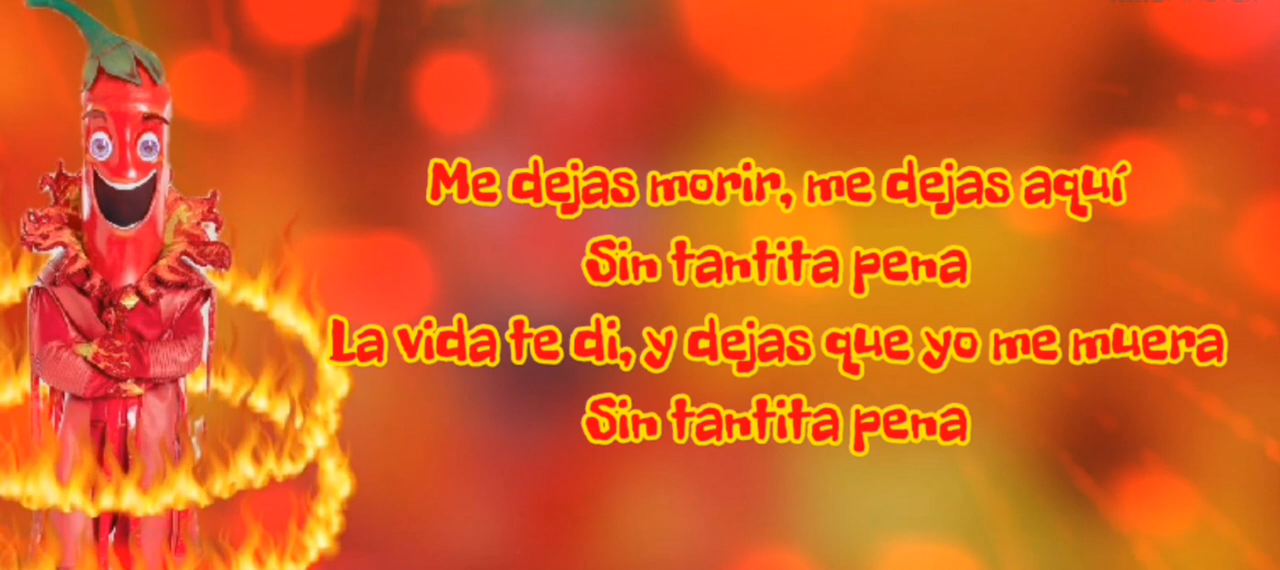 Me dejas morir, me dejas aquí
Sin tantita pena
La vida te di, y dejas que yo me muera
Sin tantita pena